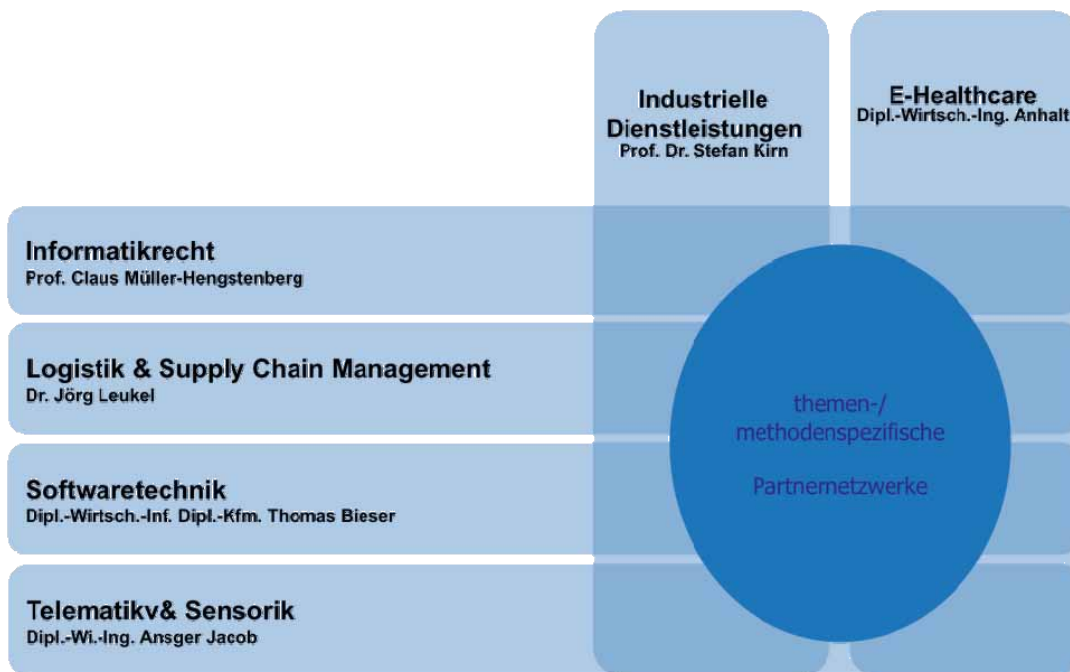 Industrielle
Dienstleistungen
Prof. Dr. Stefan Kirn
E-Healthcare
Dipl.-Wirtsch.-Ing. Anhalt
Informatikrecht
Prof. Claus Müller-Hengstenberg
Logistik & Supply Chain Management
Dr. Jörg Leukel
Softwaretechnik
Dipl.-Wirtsch.-Inf. Dipl.-Kfm. Thomas Bieser
Telematikv& Sensorik
Dipl.-Wi.-Ing. Ansger Jacob
themen-/
methodenspezifische
Partnernetzwerke